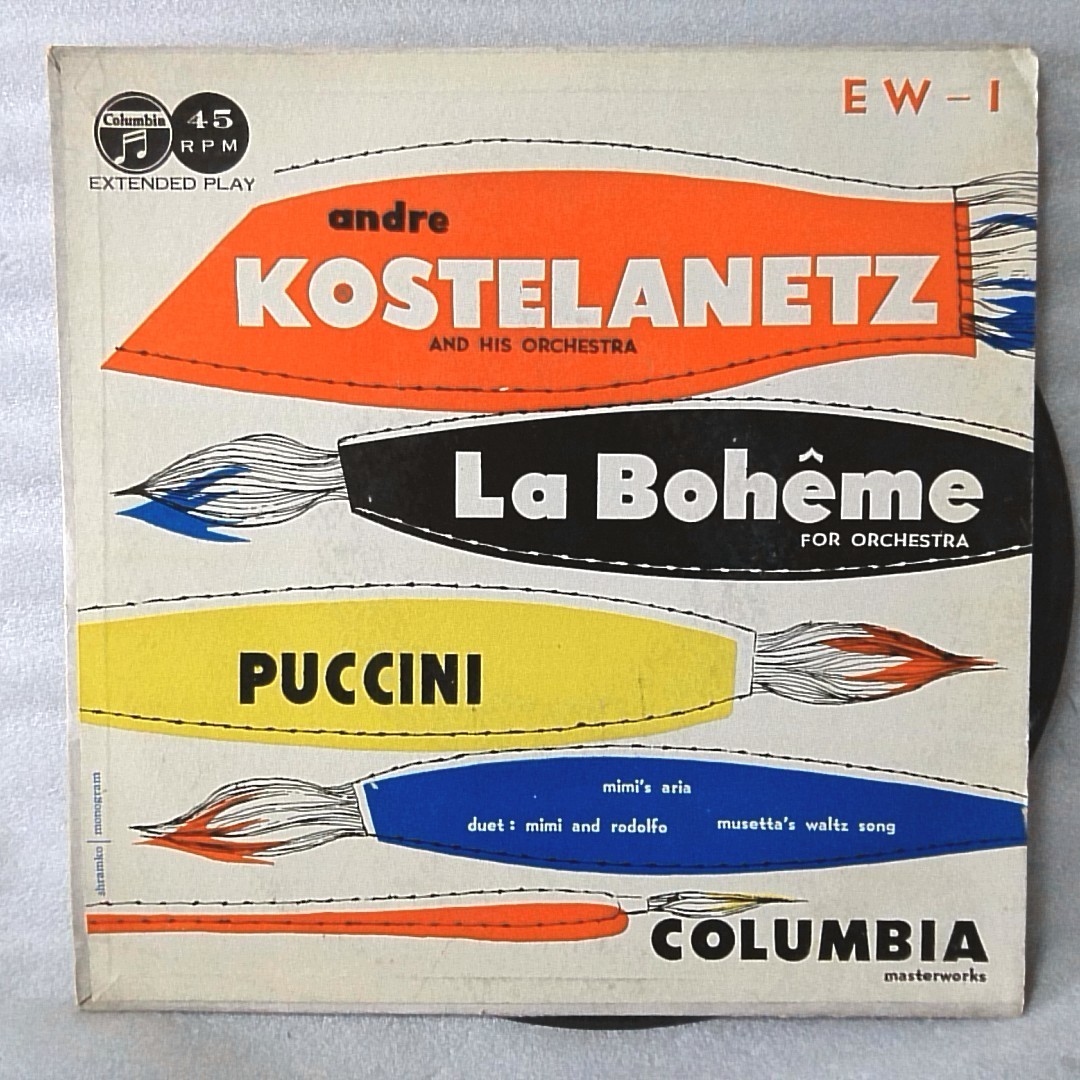 EW-1
Columbia
45
RPM
EXTENDED PLAY
andre
KOSTELANETZ
AND HIS ORCHESTRA
La Bohême
FOR ORCHESTRA
PUCCINI
mimi's aria
duet: mimi and rodolfo musetta's waltz song
shramko | monogram
COLUMBIA
masterworks